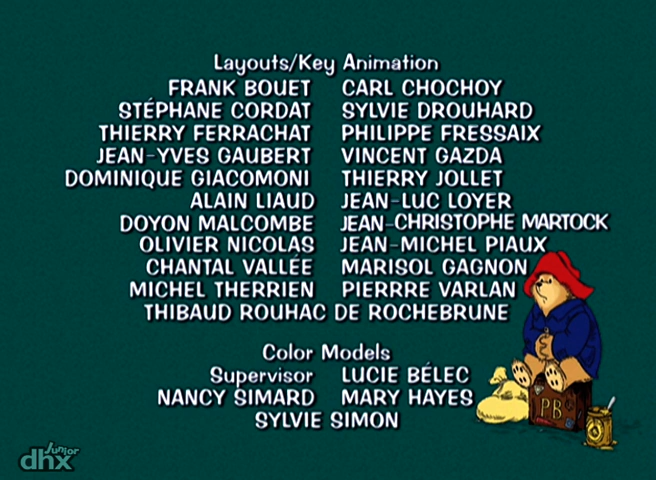 Layouts/Key Animation
FRANK BOUET CARL CHOCHOY
STÉPHANE CORDAT SYLVIE DROUHARD
THIERRY FERRACHAT PHILIPPE FRESSAIX
JEAN-YVES GAUBERT VINCENT GAZDA
DOMINIQUE GIACOMONI THIERRY JOLLET
ALAIN LIAUD JEAN-LUC LOYER
DOYON MALCOMBE JEAN-CHRISTOPHE MARTOCK
OLIVIER NICOLAS JEAN-MICHEL PIAUX
CHANTAL VALLÉE MARISOL GAGNON
MICHEL THERRIEN PIERRRE VARLAN
THIBAUD ROUHAC DE ROCHEBRUNE
Color Models
Supervisor LUCIE BÉLEC
NANCY SIMARD MARY HAYES
SYLVIE SIMON
PB
dhx junior